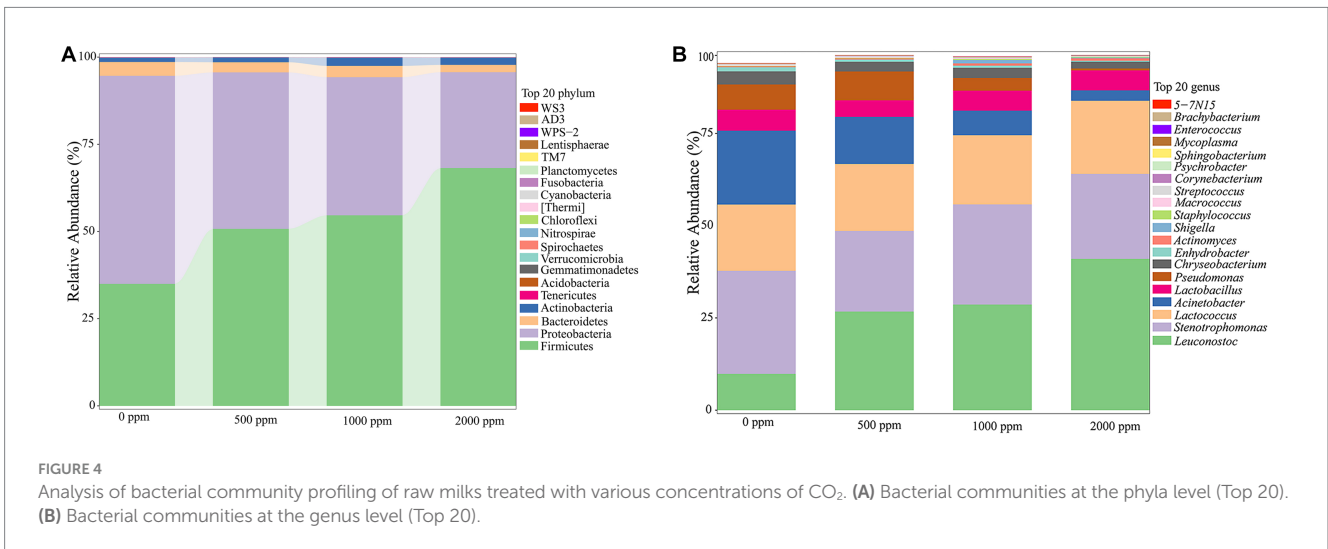 A
100
75
50
25
0
Relative Abundance (%)
0 ppm
500 ppm
1000 ppm
2000 ppm
Top 20 phylum
WS3
AD3
WPS−2
Lentisphaerae
TM7
Planctomycetes
Fusobacteria
Cyanobacteria
[Thermi]
Chloroflexi
Nitrospirae
Spirochaetes
Verrucomicrobia
Gemmatimonadetes
Acidobacteria
Tenericutes
Actinobacteria
Bacteroidetes
Proteobacteria
Firmicutes
B
100
75
50
25
0
Relative Abundance (%)
0 ppm
500 ppm
1000 ppm
2000 ppm
Top 20 genus
5−7N15
Brachybacterium
Enterococcus
Mycoplasma
Sphingobacterium
Psychrobacter
Corynebacterium
Streptococcus
Macrococcus
Staphylococcus
Shigella
Actinomyces
Enhydrobacter
Chryseobacterium
Pseudomonas
Lactobacillus
Acinetobacter
Lactococcus
Stenotrophomonas
Leuconostoc
FIGURE 4
Analysis of bacterial community profiling of raw milks treated with various concentrations of CO₂. (A) Bacterial communities at the phyla level (Top 20).
(B) Bacterial communities at the genus level (Top 20).